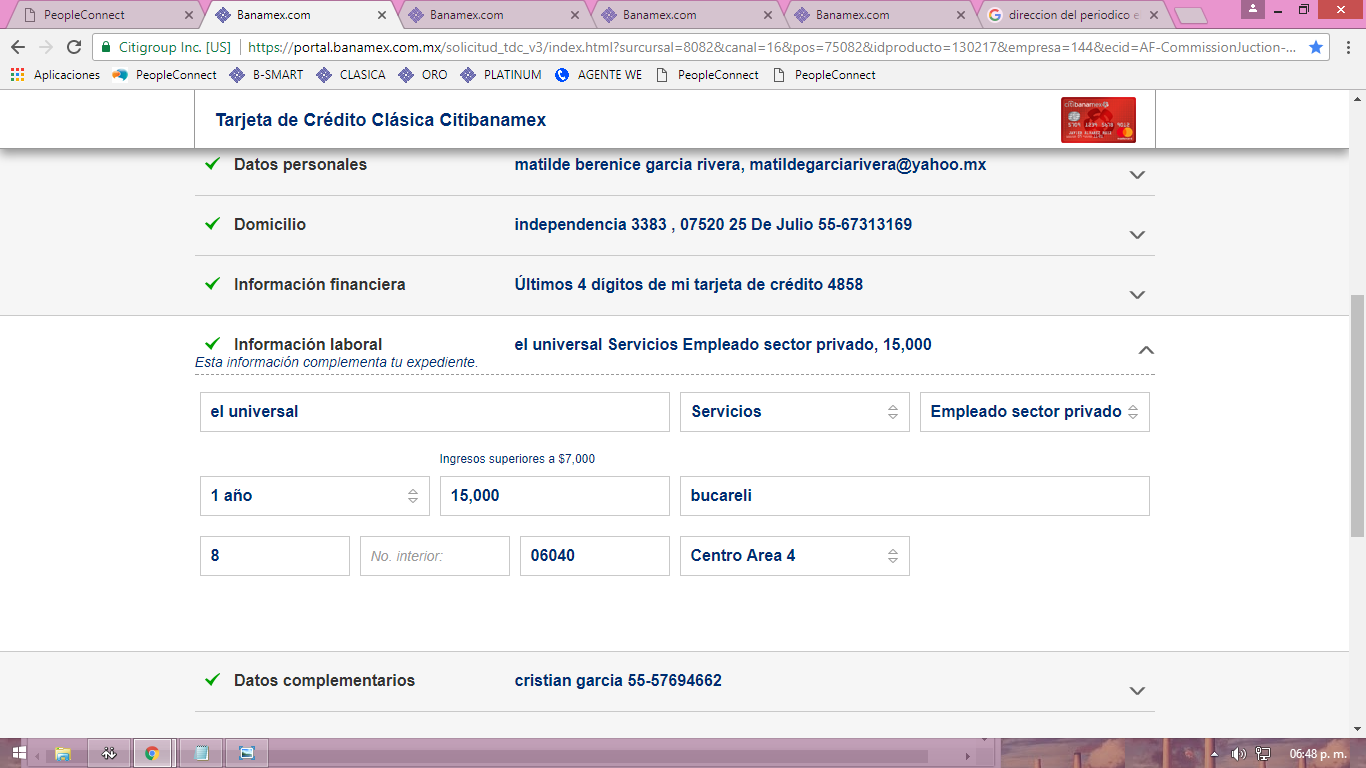 PeopleConnect
Banamex.com
Banamex.com
Banamex.com
Banamex.com
direccion del periodico e
Citigroup Inc. [US]
https://portal.banamex.com.mx/solicitud_tdc_v3/index.html?surcursal=8082&canal=16&pos=75082&idproducto=130217&empresa=144&ecid=AF-CommissionJuction-...
Aplicaciones PeopleConnect B-SMART CLASICA ORO PLATINUM AGENTE WE PeopleConnect PeopleConnect
Tarjeta de Crédito Clásica Citibanamex
citibanamex
Datos personales matilde berenice garcia rivera, matildegarciarivera@yahoo.mx
Domicilio independencia 3383 , 07520 25 De Julio 55-67313169
Información financiera Últimos 4 dígitos de mi tarjeta de crédito 4858
Información laboral el universal Servicios Empleado sector privado, 15,000
Esta información complementa tu expediente.
el universal Servicios Empleado sector privado
Ingresos superiores a $7,000
1 año 15,000 bucareli
8 No. interior: 06040 Centro Area 4
Datos complementarios cristian garcia 55-57694662
06:48 p. m.